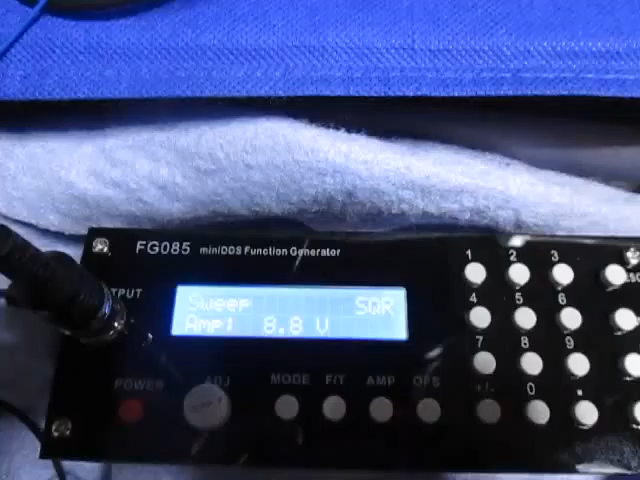 FG085 miniDDS Function Generator
TPUT
Sweep SQR
Amp: 8.8 V
POWER ADJ MODE F/T AMP OFS
1 2 3
4 5 6
7 8 9
+/- 0 .